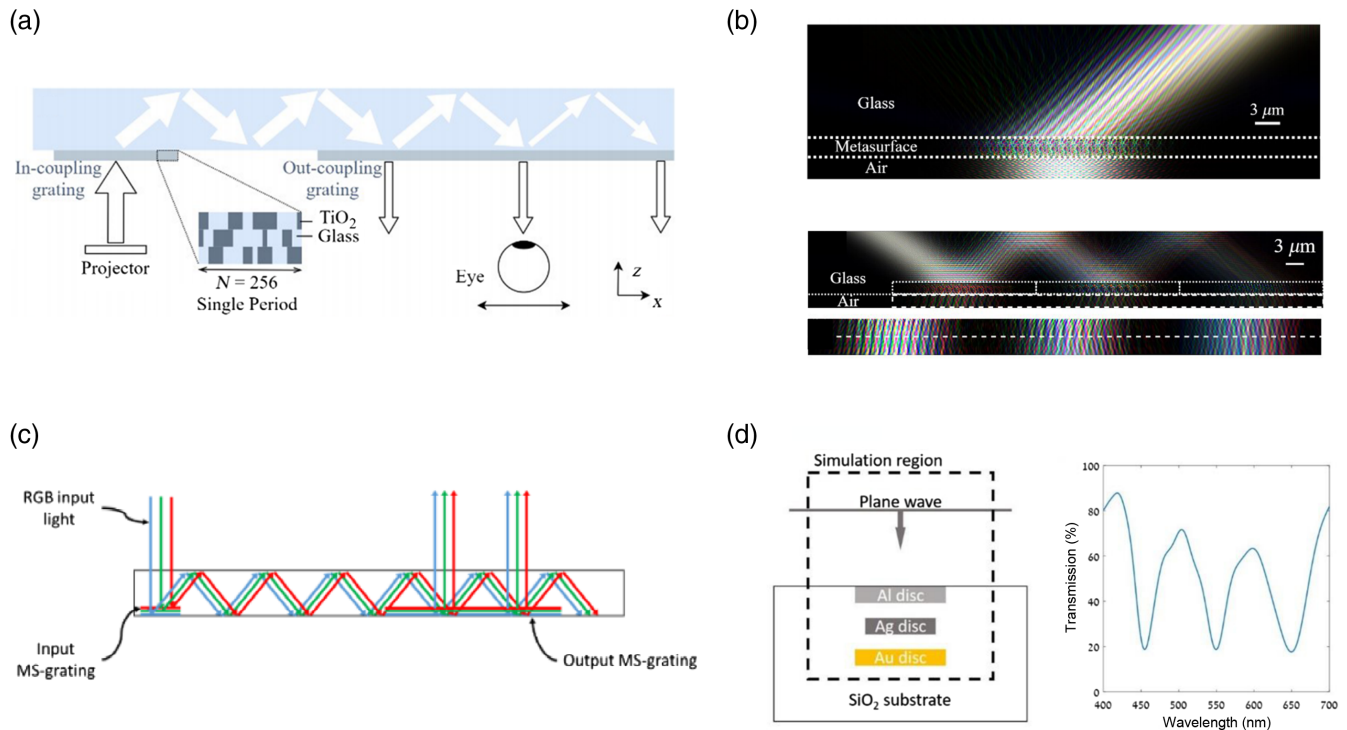 (a)
In-coupling
grating
Out-coupling
grating
TiO₂
Glass
Projector
N = 256
Single Period
Eye
z
x
(b)
Glass
Metasurface
Air
3 μm
3 μm
Glass
Air
(c)
RGB input
light
Input
MS-grating
Output MS-grating
(d)
Simulation region
Plane wave
Al disc
Ag disc
Au disc
SiO₂ substrate
Transmission (%)
100
80
60
40
20
0
400 450 500 550 600 650 700
Wavelength (nm)